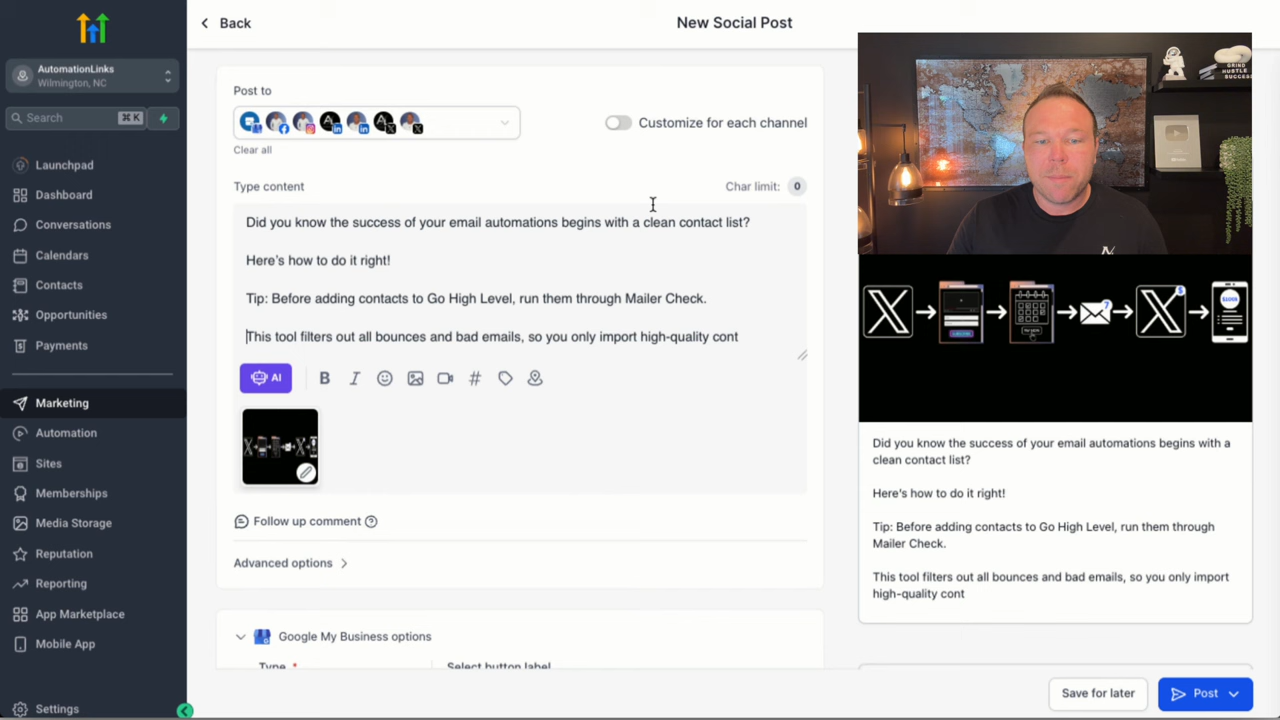 Back
New Social Post
AutomationLinks
Wilmington, NC
Search
⌘ K
Launchpad
Dashboard
Conversations
Calendars
Contacts
Opportunities
Payments
Marketing
Automation
Sites
Memberships
Media Storage
Reputation
Reporting
App Marketplace
Mobile App
Settings
Post to
Customize for each channel
Clear all
Type content
Char limit: 0
Did you know the success of your email automations begins with a clean contact list?
Here's how to do it right!
Tip: Before adding contacts to Go High Level, run them through Mailer Check.
This tool filters out all bounces and bad emails, so you only import high-quality cont
AI
B I #
Follow up comment
Advanced options
Google My Business options
Type *
Select button label
GRIND
HUSTLE
SUCCESS
Did you know the success of your email automations begins with a
clean contact list?
Here's how to do it right!
Tip: Before adding contacts to Go High Level, run them through
Mailer Check.
This tool filters out all bounces and bad emails, so you only import
high-quality cont
Save for later
Post